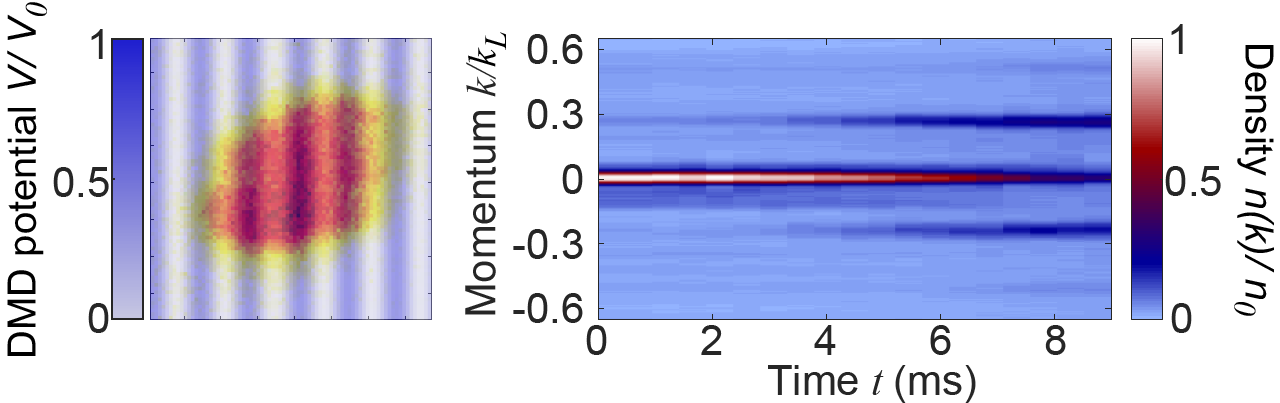 DMD potential V/V0
1
0.5
0
Momentum k/kL
0.6
0.3
0
-0.3
-0.6
0 2 4 6 8
Time t (ms)
1
0.5
0
Density n(k)/n0